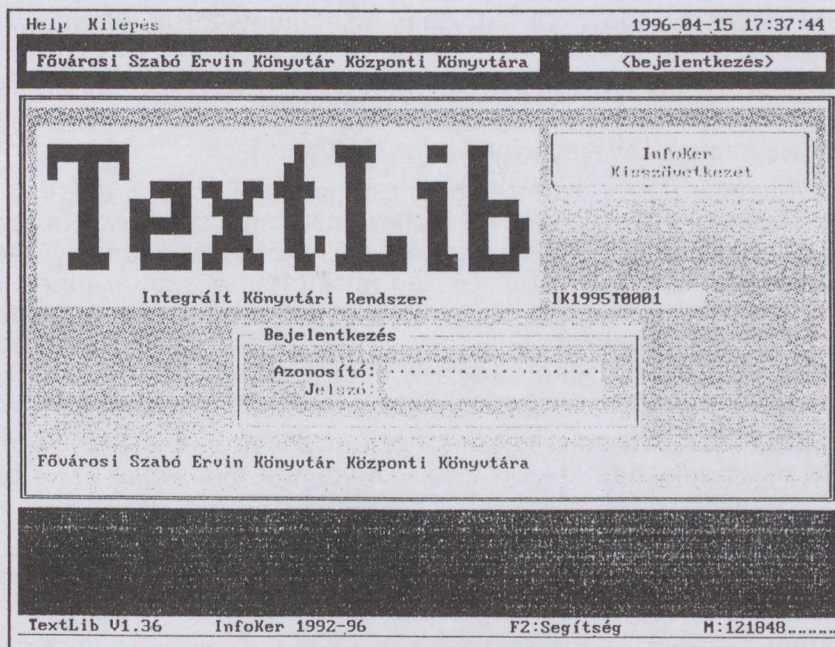 Help Kilépés 1996-04-15 17:37:44
Fővárosi Szabó Ervin Könyvtár Központi Könyvtára <bejelentkezés>
TextLib
InfoKer
Kisszövetkezet
Integrált Könyvtári Rendszer IK1995T0001
Bejelentkezés
Azonosító:....................
Jelszó:
Fővárosi Szabó Ervin Könyvtár Központi Könyvtára
TextLib V1.36 InfoKer 1992-96 F2:Segítség M:121848........